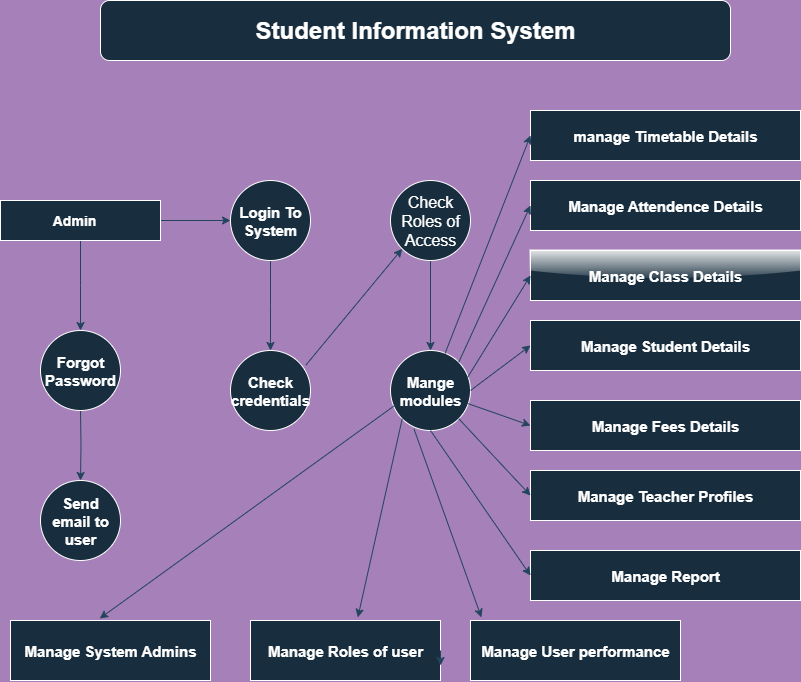 Student Information System
manage Timetable Details
Manage Attendence Details
Admin
Login To
System
Check
Roles of
Access
Manage Class Details
Manage Student Details
Forgot
Password
Check
credentials
Mange
modules
Manage Fees Details
Manage Teacher Profiles
Send
email to
user
Manage Report
Manage System Admins
Manage Roles of user
Manage User performance